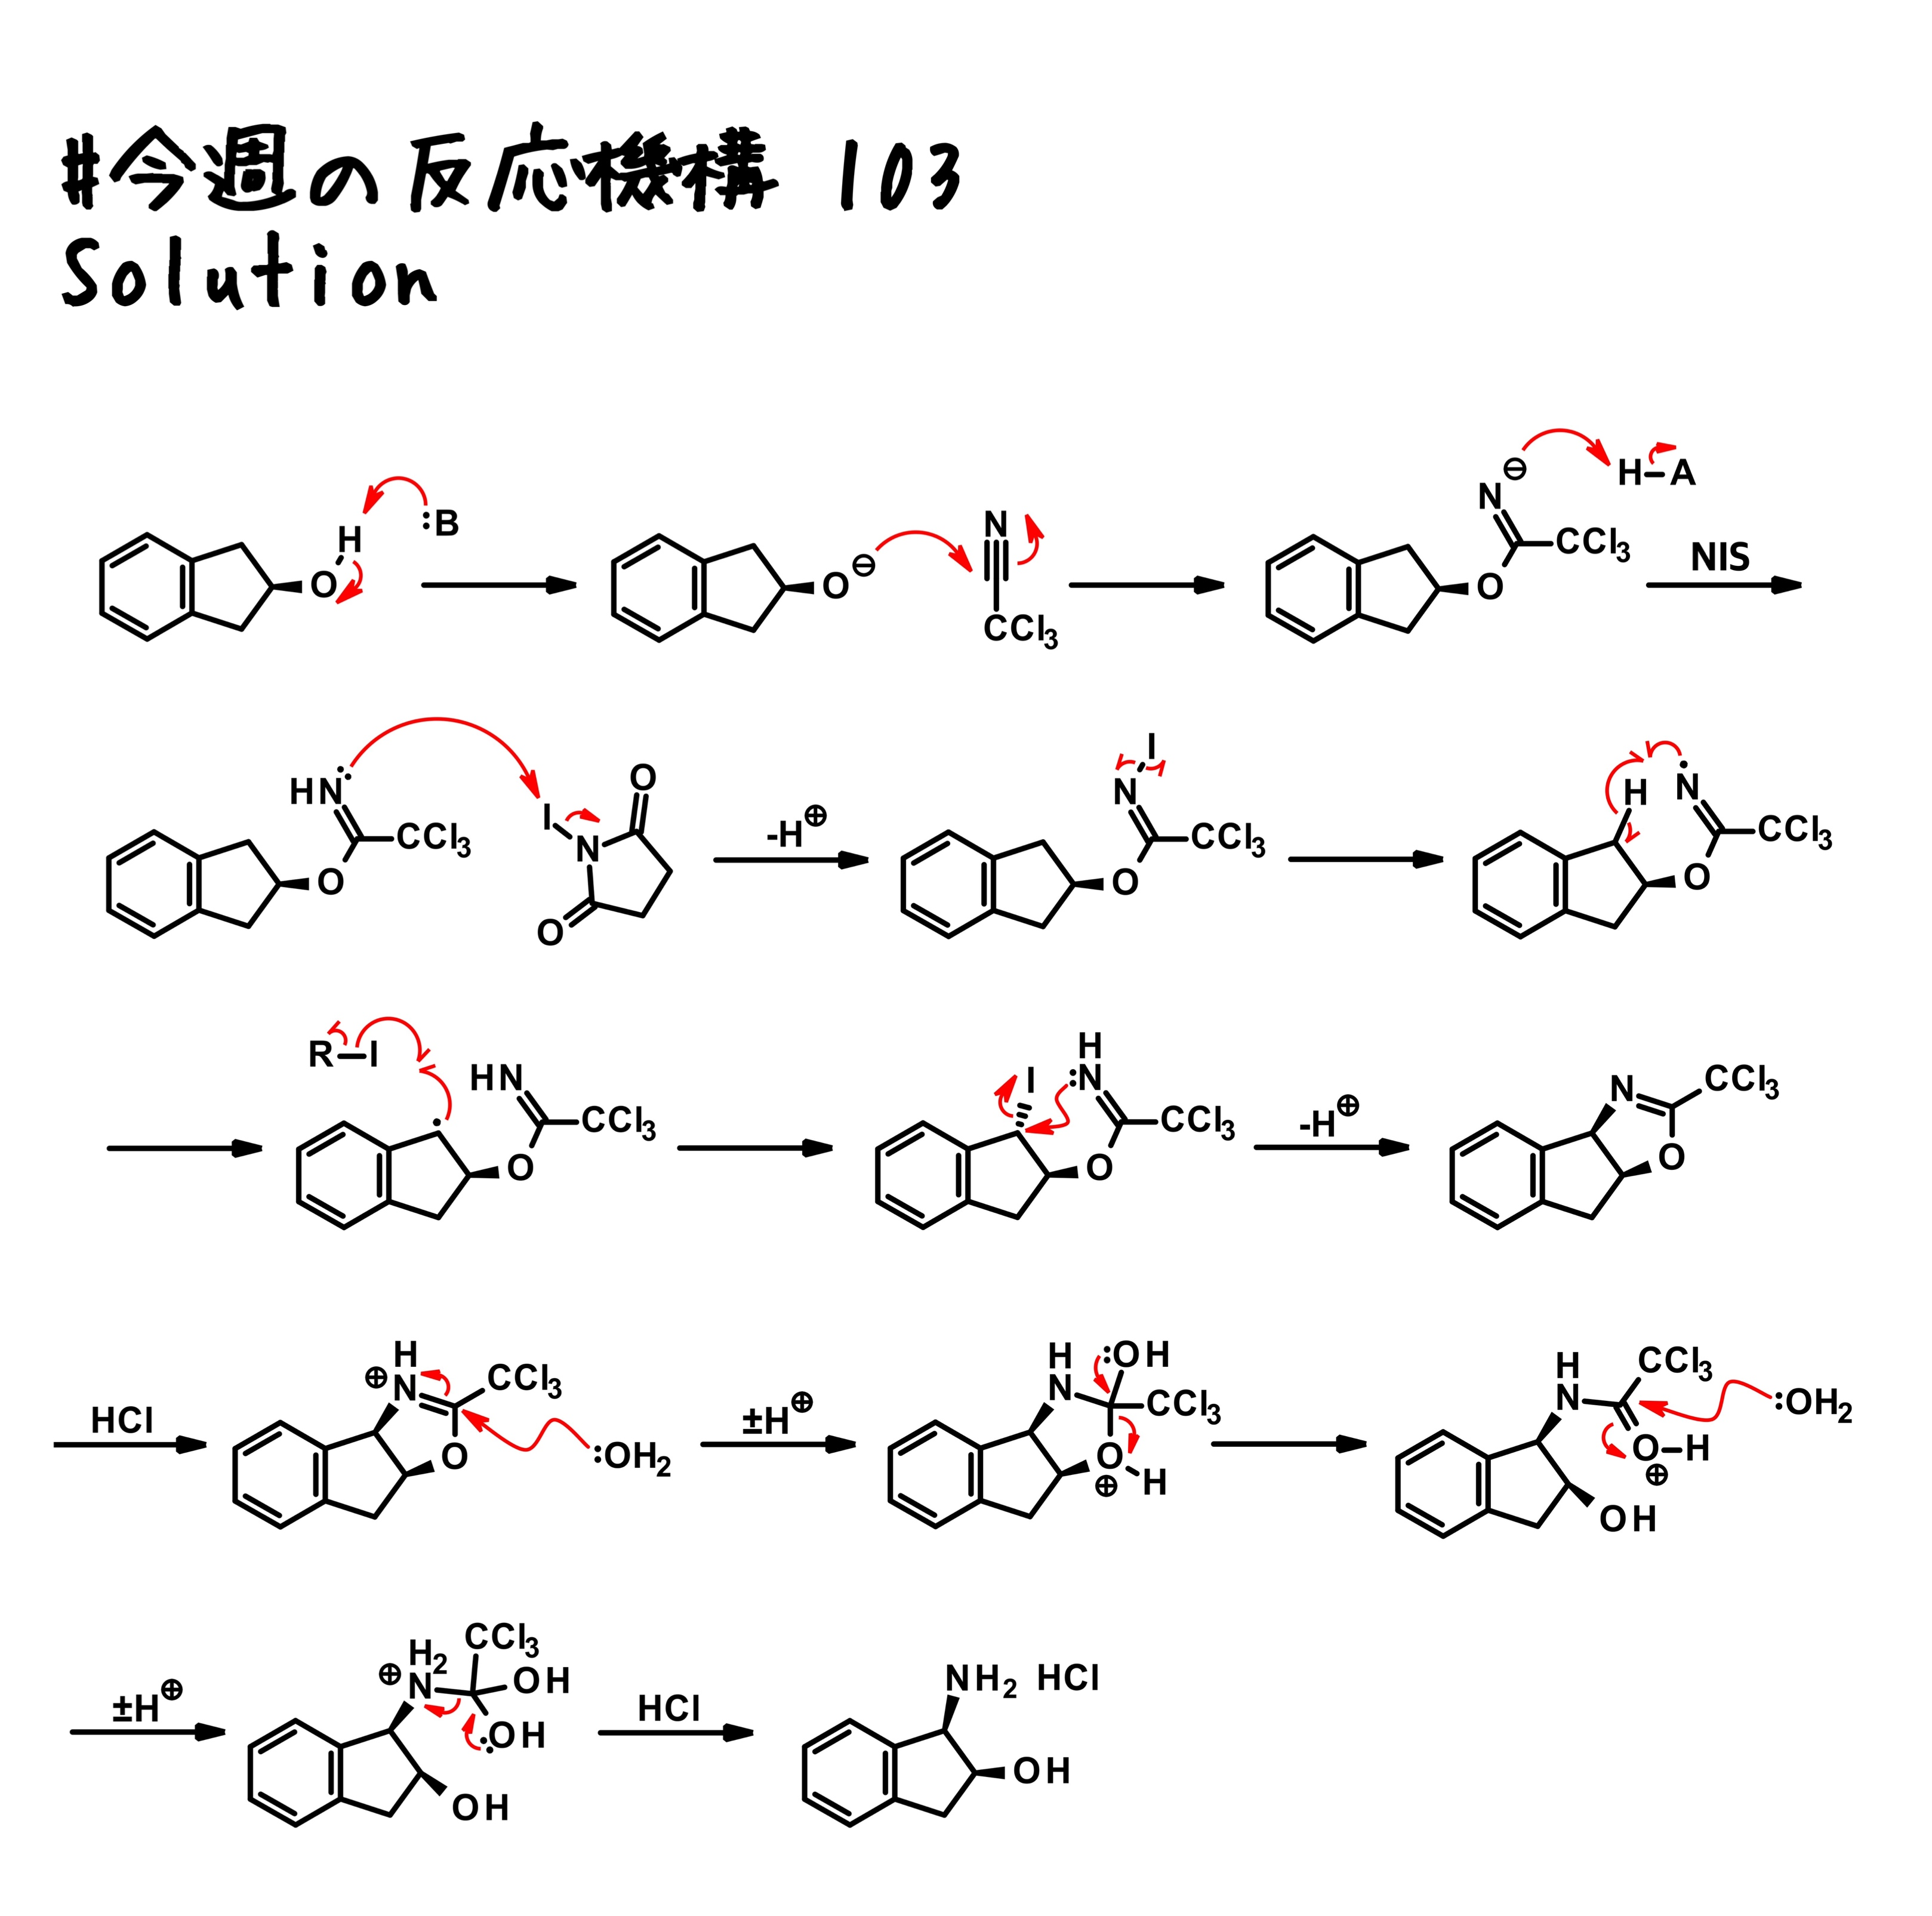 #今週の反応機構 103
Solution
H :B
O
O ⊖ N CCl3
N ⊖ H A CCl3 O
NIS
HN: CCl3 O I N O O
-H⊕
I N CCl3 O
H N CCl3 O
R I HN CCl3 O
I H :N CCl3 O
-H⊕
N CCl3 O
HCl
⊕ H N CCl3 O :OH2
±H⊕
H N :OH CCl3 O ⊕ H
H N CCl3 O H ⊕ OH :OH2
±H⊕
⊕ H2 N CCl3 OH :OH OH
HCl
NH2 HCl OH